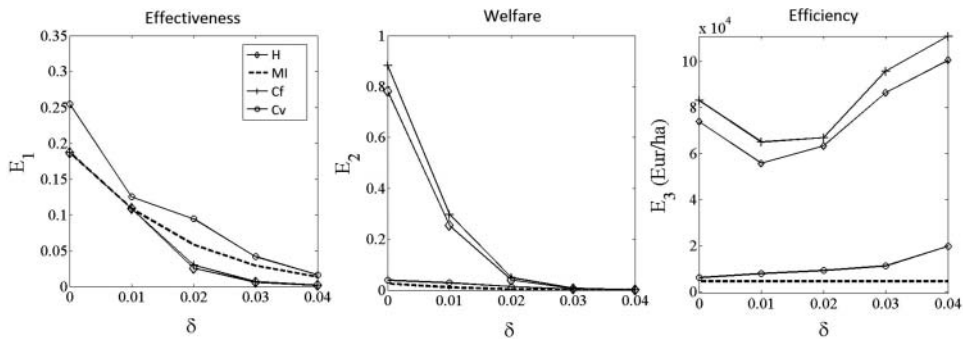 Effectiveness
0.35
0.3
0.25
0.2
0.15
0.1
0.05
0
0 0.01 0.02 0.03 0.04
E1
δ
H
MI
Cf
Cv
Welfare
1
0.8
0.6
0.4
0.2
0
0 0.01 0.02 0.03 0.04
E2
δ
Efficiency
x 10^4
10
8
6
4
2
0
0 0.01 0.02 0.03 0.04
E3 (Eur/ha)
δ